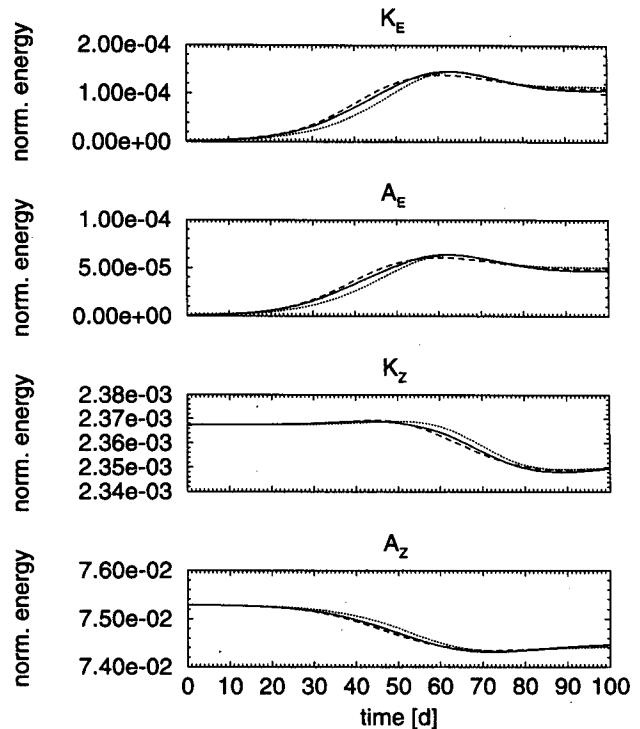 K_E
norm. energy
2.00e-04
1.00e-04
0.00e+00
A_E
norm. energy
1.00e-04
5.00e-05
0.00e+00
K_Z
norm. energy
2.38e-03
2.37e-03
2.36e-03
2.35e-03
2.34e-03
A_Z
norm. energy
7.60e-02
7.50e-02
7.40e-02
0 10 20 30 40 50 60 70 80 90 100
time [d]